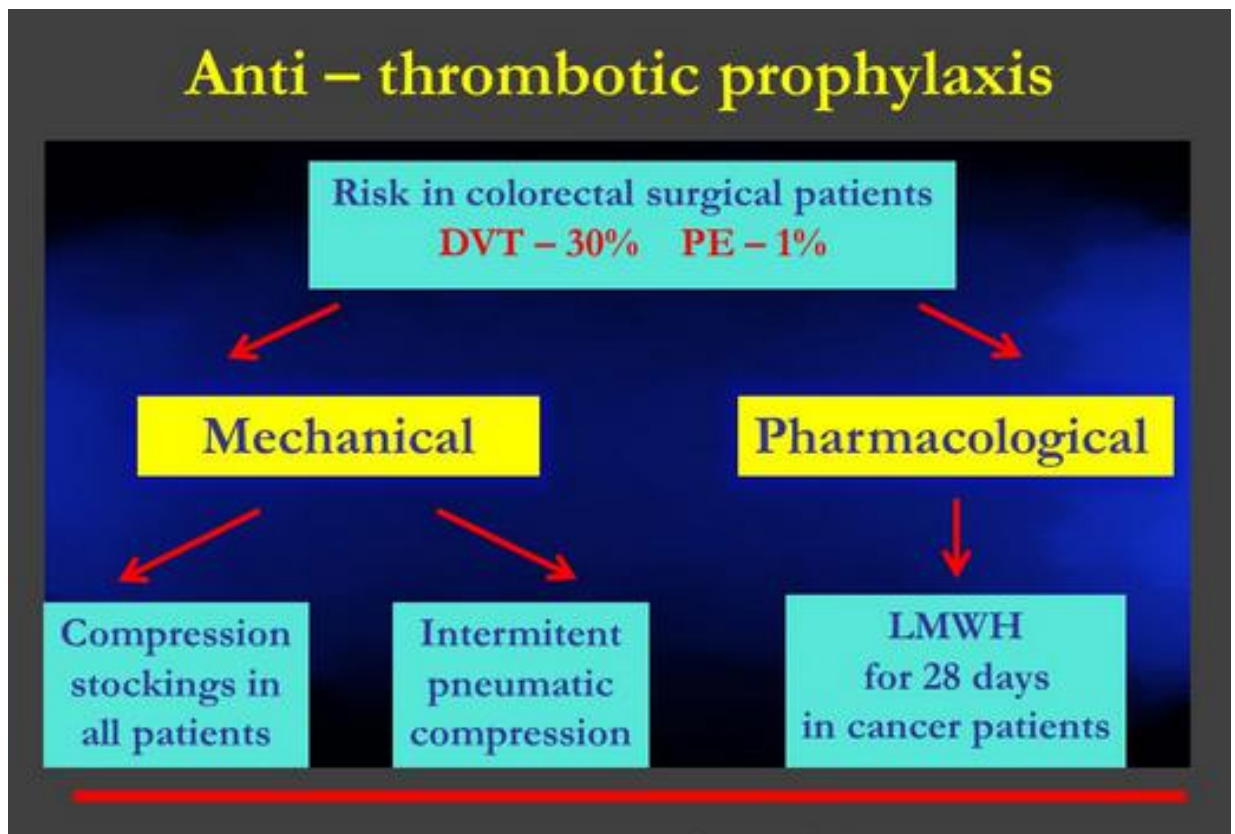 Anti – thrombotic prophylaxis
Risk in colorectal surgical patients
DVT – 30% PE – 1%
Mechanical
Pharmacological
Compression
stockings in
all patients
Intermitent
pneumatic
compression
LMWH
for 28 days
in cancer patients